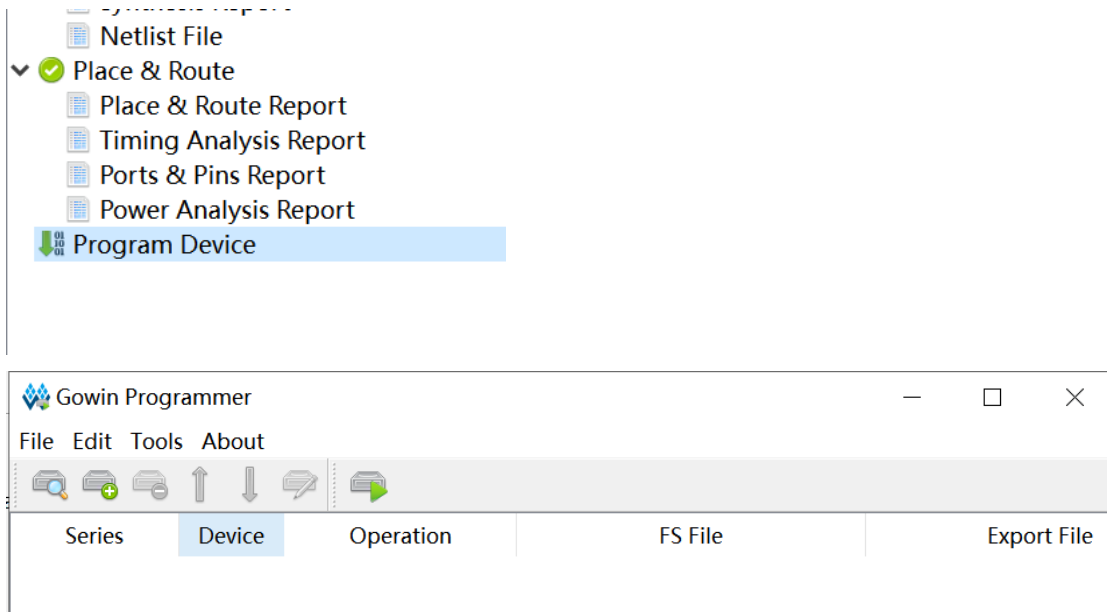 Netlist File
Place & Route
Place & Route Report
Timing Analysis Report
Ports & Pins Report
Power Analysis Report
Program Device
Gowin Programmer
File Edit Tools About
Series Device Operation FS File Export File